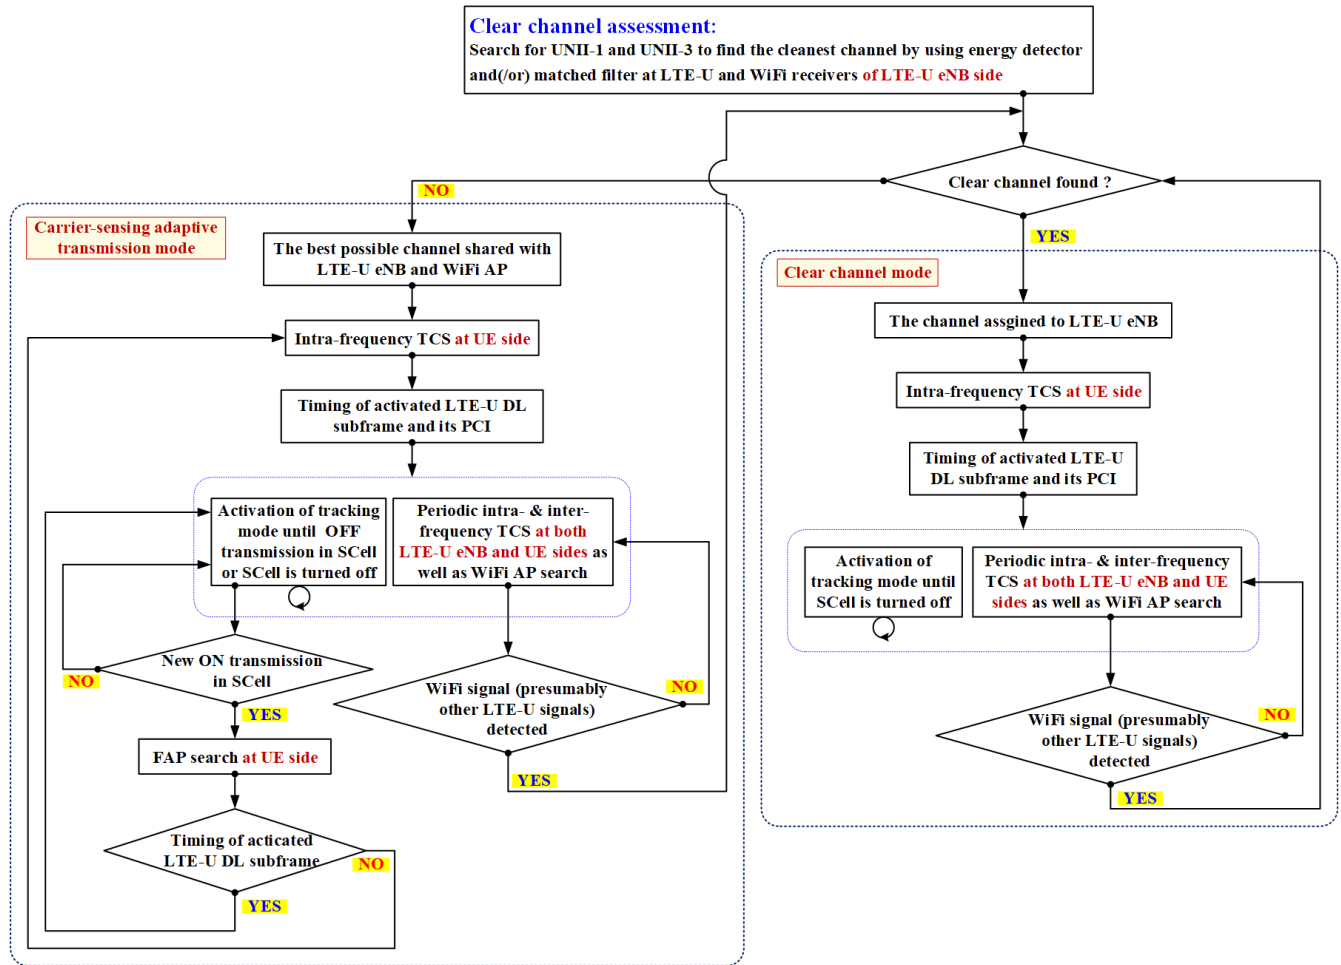 Clear channel assessment:
Search for UNII-1 and UNII-3 to find the cleanest channel by using energy detector
and(/or) matched filter at LTE-U and WiFi receivers of LTE-U eNB side
Clear channel found ?
NO
YES
Carrier-sensing adaptive
transmission mode
The best possible channel shared with
LTE-U eNB and WiFi AP
Intra-frequency TCS at UE side
Timing of activated LTE-U DL
subframe and its PCI
Activation of tracking
mode until OFF
transmission in SCell
or SCell is turned off
Periodic intra- & inter-
frequency TCS at both
LTE-U eNB and UE sides as
well as WiFi AP search
New ON transmission
in SCell
NO
YES
WiFi signal (presumably
other LTE-U signals)
detected
NO
YES
FAP search at UE side
Timing of acticated
LTE-U DL subframe
NO
YES
Clear channel mode
The channel assgined to LTE-U eNB
Intra-frequency TCS at UE side
Timing of activated LTE-U
DL subframe and its PCI
Activation of
tracking mode until
SCell is turned off
Periodic intra- & inter-frequency
TCS at both LTE-U eNB and UE
sides as well as WiFi AP search
WiFi signal (presumably
other LTE-U signals)
detected
NO
YES